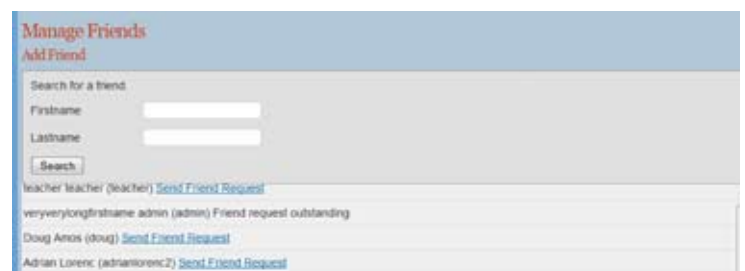 Manage Friends
Add Friend
Search for a friend.
Firstname
Lastname
Search
teacher teacher (teacher) Send Friend Request
veryverylongfirstname admin (admin) Friend request outstanding
Doug Amos (doug) Send Friend Request
Adrian Lorenc (adrianlorenc2) Send Friend Request